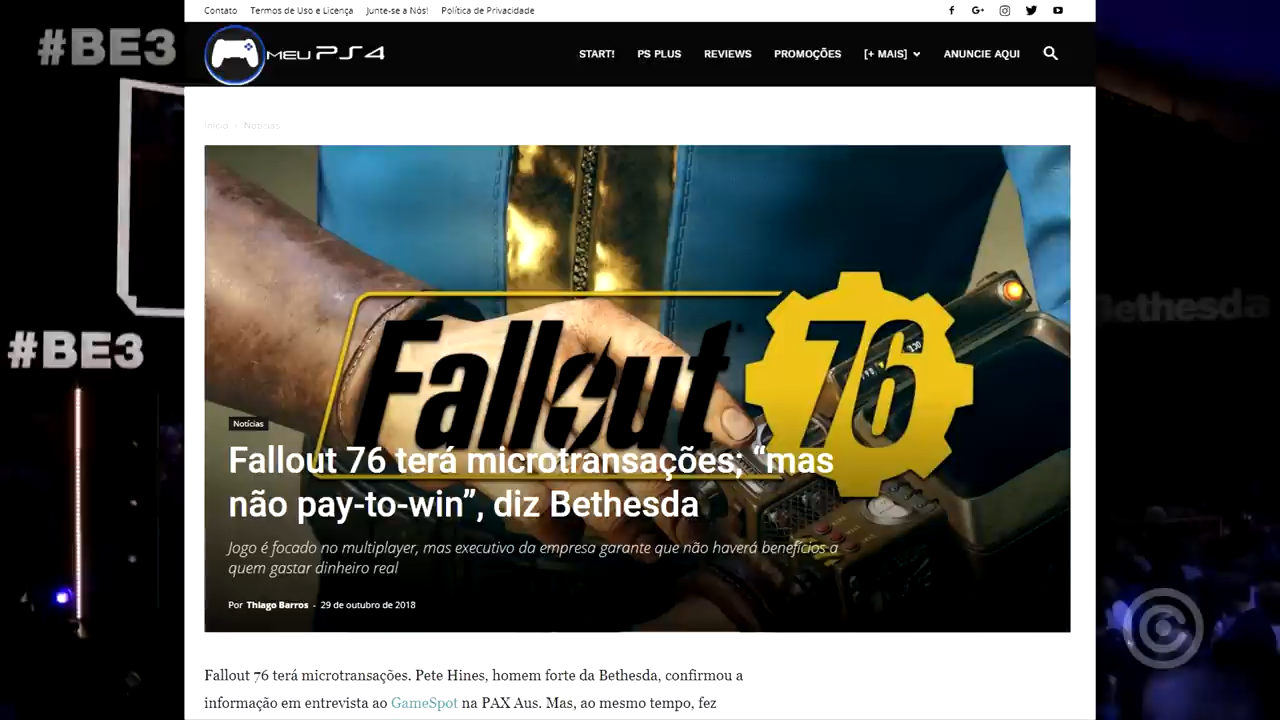 Contato Termos de Uso e Licença Junte-se a Nós! Política de Privacidade
#BE3
MEU PS4
START! PS PLUS REVIEWS PROMOÇÕES [+ MAIS] ANUNCIE AQUI
Início › Notícias
Bethesda
#BE3
Fallout 76
Notícias
Fallout 76 terá microtransações; “mas
não pay-to-win”, diz Bethesda
Jogo é focado no multiplayer, mas executivo da empresa garante que não haverá benefícios a
quem gastar dinheiro real
Por Thiago Barros - 29 de outubro de 2018
Fallout 76 terá microtransações. Pete Hines, homem forte da Bethesda, confirmou a
informação em entrevista ao GameSpot na PAX Aus. Mas, ao mesmo tempo, fez